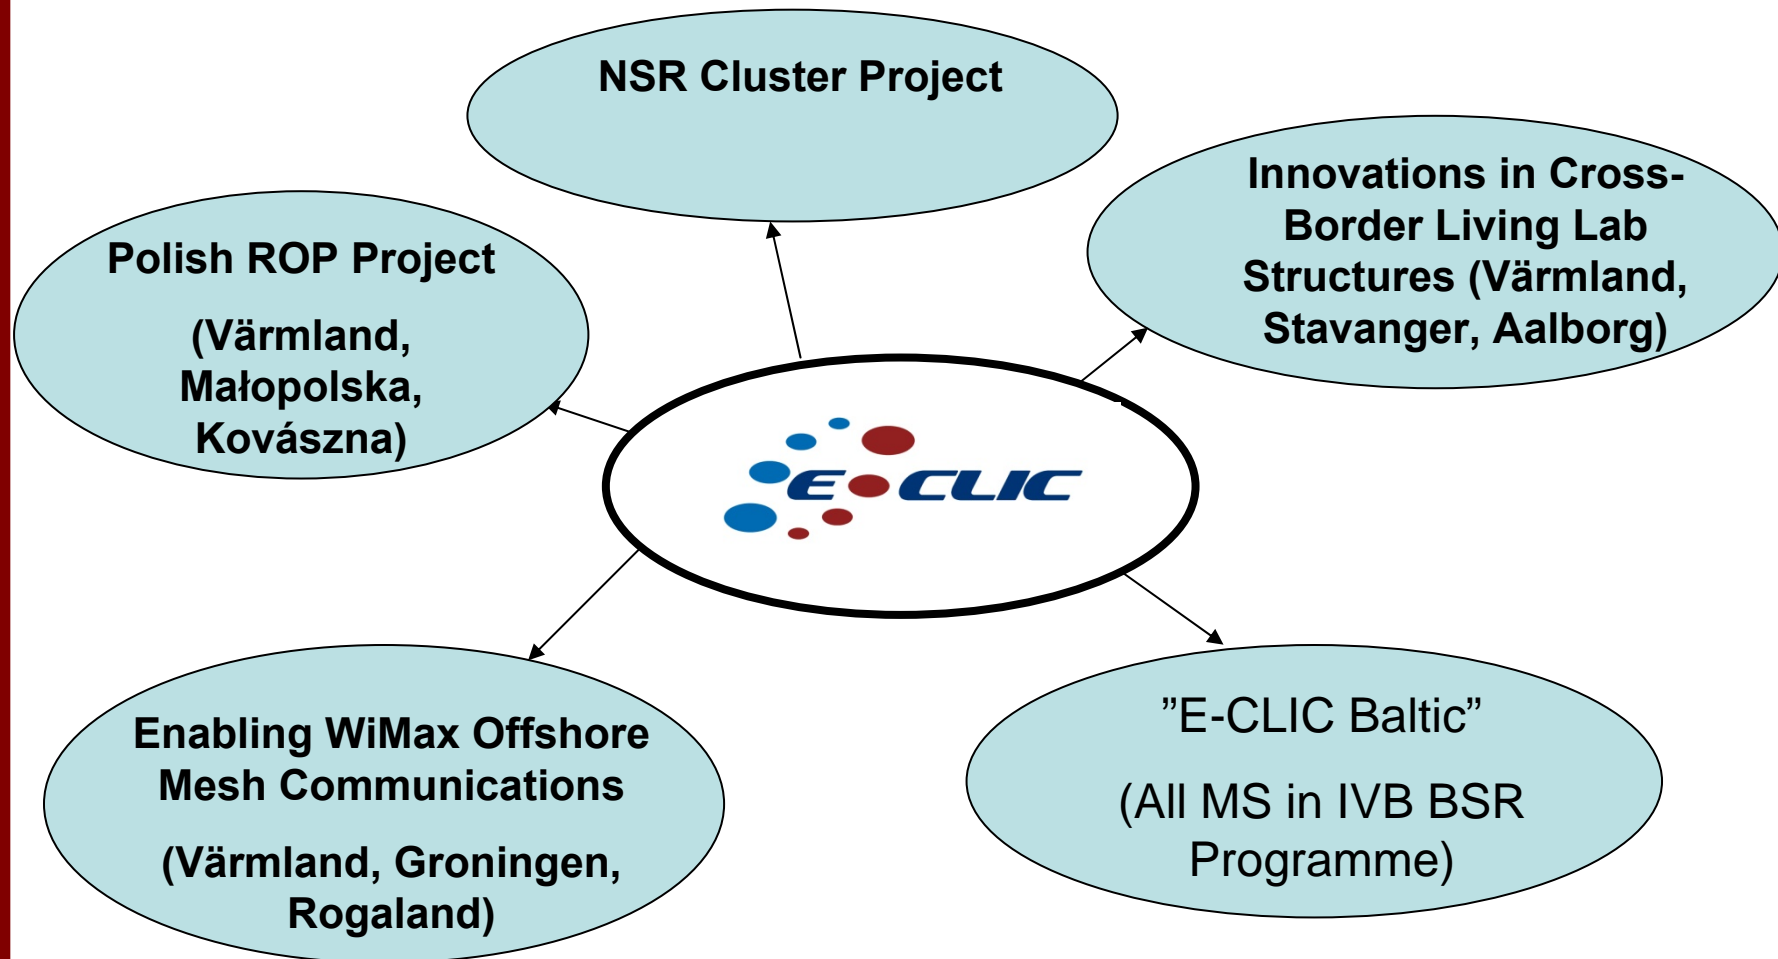 NSR Cluster Project
Innovations in Cross-
Border Living Lab
Structures (Värmland,
Stavanger, Aalborg)
Polish ROP Project
(Värmland,
Małopolska,
Kovászna)
E CLIC
Enabling WiMax Offshore
Mesh Communications
(Värmland, Groningen,
Rogaland)
”E-CLIC Baltic”
(All MS in IVB BSR
Programme)